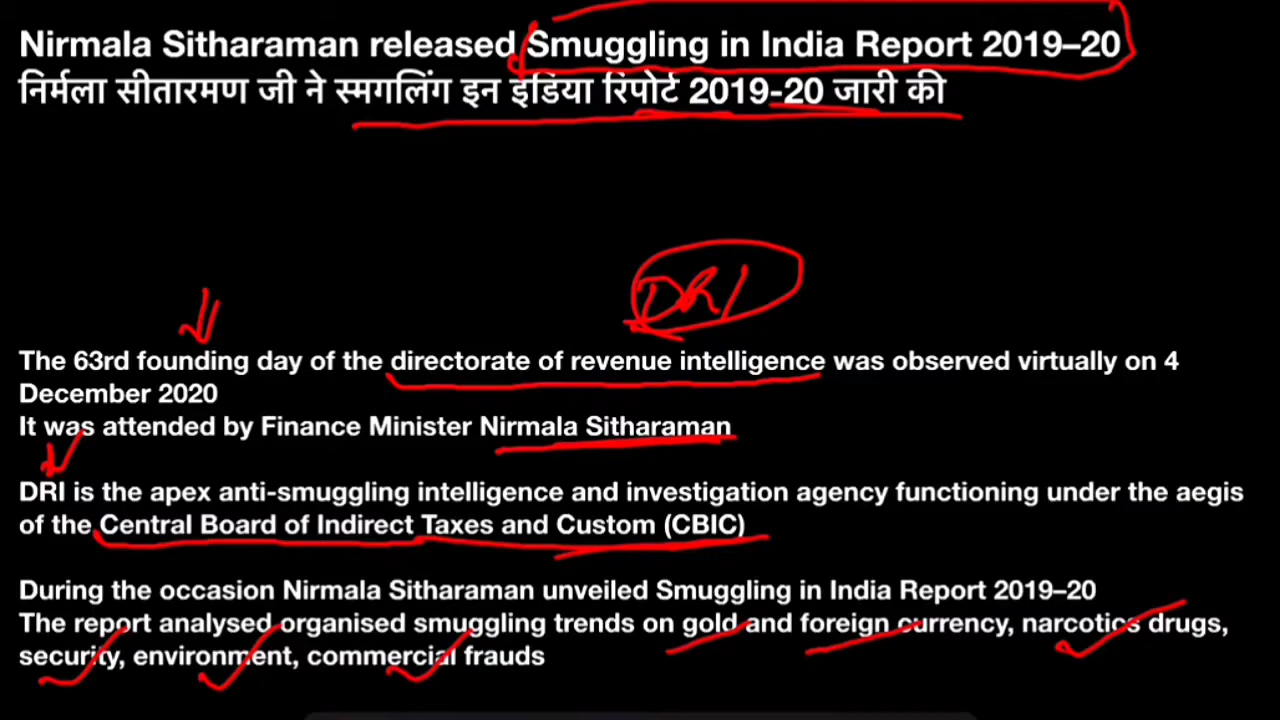 Nirmala Sitharaman released Smuggling in India Report 2019–20
निर्मला सीतारमण जी ने स्मगलिंग इन इंडिया रिपोर्ट 2019-20 जारी की
DRI
The 63rd founding day of the directorate of revenue intelligence was observed virtually on 4
December 2020
It was attended by Finance Minister Nirmala Sitharaman
DRI is the apex anti-smuggling intelligence and investigation agency functioning under the aegis
of the Central Board of Indirect Taxes and Custom (CBIC)
During the occasion Nirmala Sitharaman unveiled Smuggling in India Report 2019–20
The report analysed organised smuggling trends on gold and foreign currency, narcotics drugs,
security, environment, commercial frauds